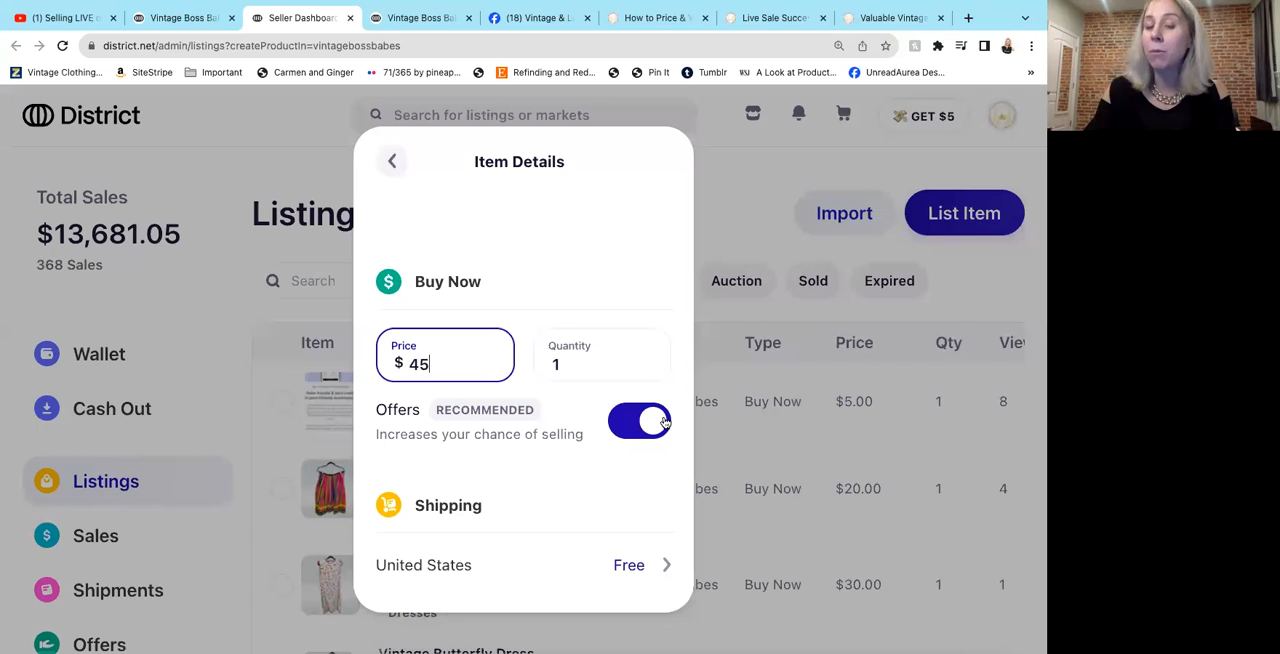 (1) Selling LIVE
Vintage Boss Ba
Seller Dashboar
Vintage Boss Ba
(18) Vintage & L
How to Price &
Live Sale Succe
Valuable Vintage
district.net/admin/listings?createProductIn=vintagebossbabes
Vintage Clothing...
SiteStripe
Important
Carmen and Ginger
71/365 by pineap...
Refinding and Red...
Pin It
Tumblr
WSJ A Look at Product...
UnreadAurea Des...
District
Search for listings or markets
GET $5
Item Details
Total Sales
$13,681.05
368 Sales
Listing
Import
List Item
Search
Auction
Sold
Expired
Buy Now
Item
Type
Price
Qty
Viev
Price
$ 45
Quantity
1
Offers RECOMMENDED
Increases your chance of selling
bes
Buy Now
$5.00
1
8
Wallet
Cash Out
Listings
Sales
Shipments
Offers
bes
Buy Now
$20.00
1
4
Shipping
United States
Free
bes
Buy Now
$30.00
1
1
Dresses
Vintage Butterfly Dress